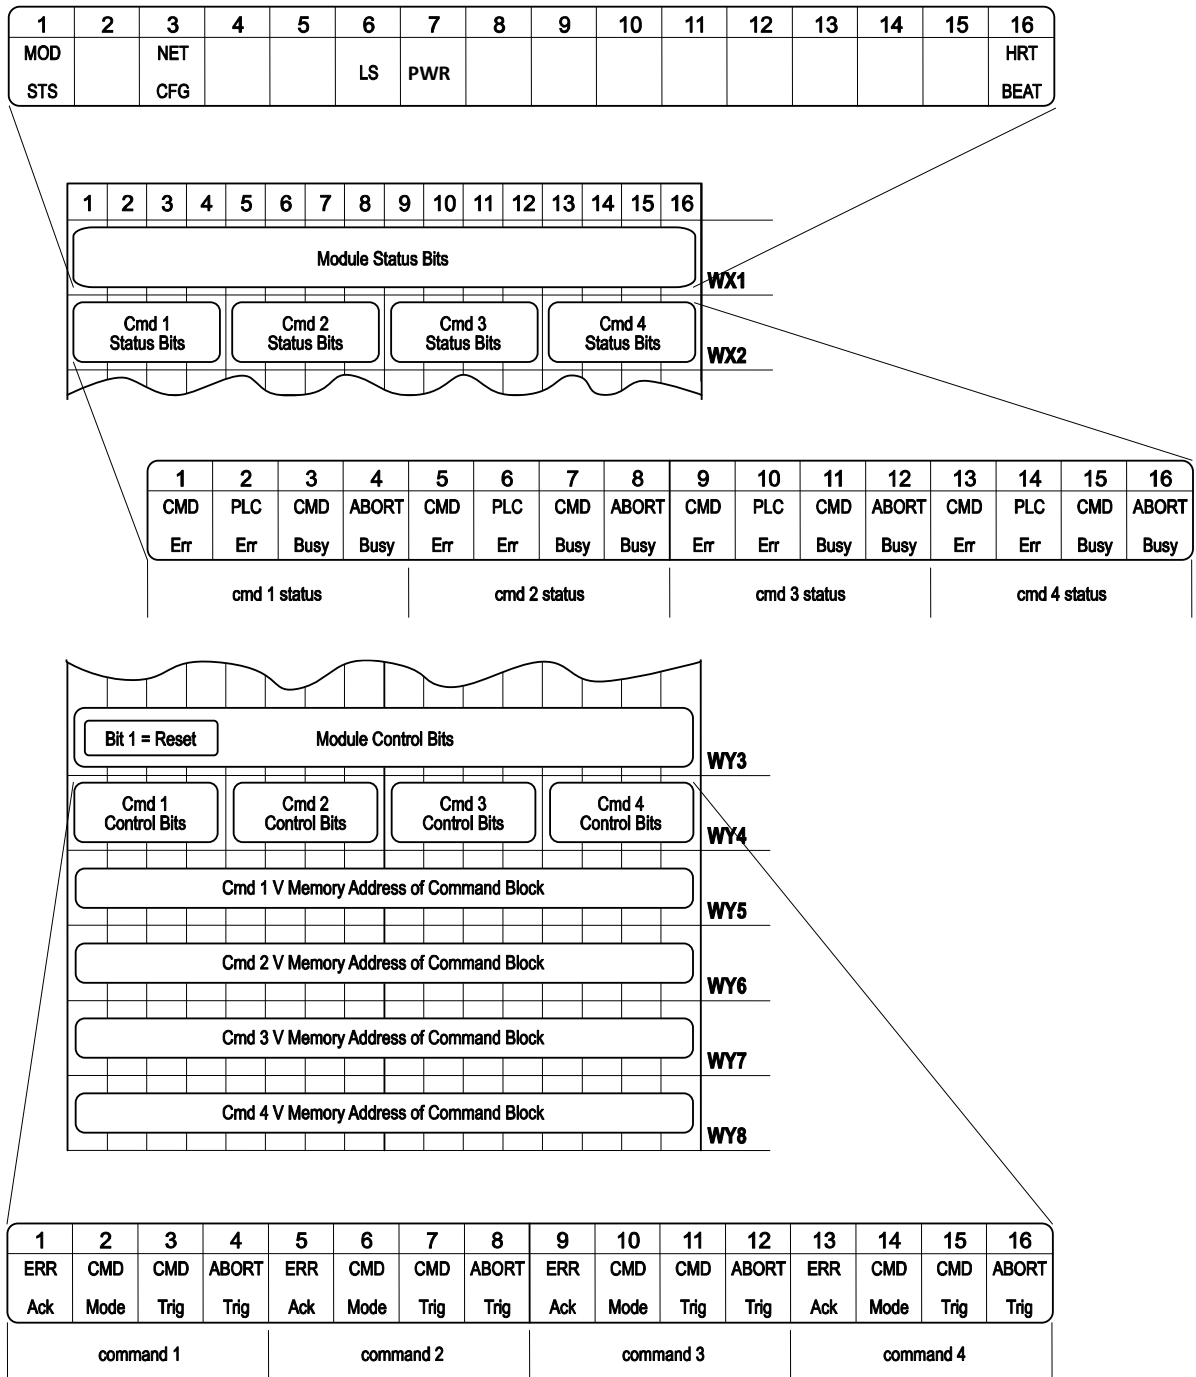 1 2 3 4 5 6 7 8 9 10 11 12 13 14 15 16
MOD NET HRT
LS PWR
STS CFG BEAT
1 2 3 4 5 6 7 8 9 10 11 12 13 14 15 16
Module Status Bits
WX1
Cmd 1 Cmd 2 Cmd 3 Cmd 4
Status Bits Status Bits Status Bits Status Bits
WX2
1 2 3 4 5 6 7 8 9 10 11 12 13 14 15 16
CMD PLC CMD ABORT CMD PLC CMD ABORT CMD PLC CMD ABORT CMD PLC CMD ABORT
Err Err Busy Busy Err Err Busy Busy Err Err Busy Busy Err Err Busy Busy
cmd 1 status cmd 2 status cmd 3 status cmd 4 status
Bit 1 = Reset Module Control Bits
WY3
Cmd 1 Cmd 2 Cmd 3 Cmd 4
Control Bits Control Bits Control Bits Control Bits
WY4
Cmd 1 V Memory Address of Command Block
WY5
Cmd 2 V Memory Address of Command Block
WY6
Cmd 3 V Memory Address of Command Block
WY7
Cmd 4 V Memory Address of Command Block
WY8
1 2 3 4 5 6 7 8 9 10 11 12 13 14 15 16
ERR CMD CMD ABORT ERR CMD CMD ABORT ERR CMD CMD ABORT ERR CMD CMD ABORT
Ack Mode Trig Trig Ack Mode Trig Trig Ack Mode Trig Trig Ack Mode Trig Trig
command 1 command 2 command 3 command 4